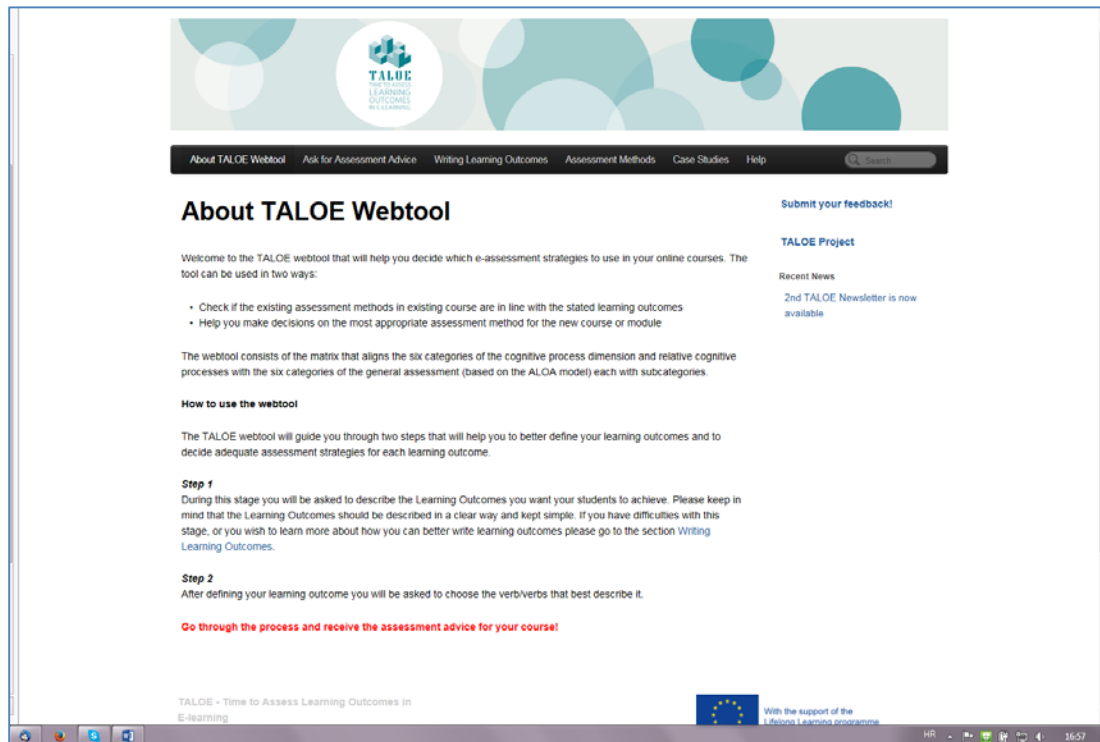 TALOE
TIME TO ASSESS
LEARNING
OUTCOMES
IN E-LEARNING
About TALOE Webtool Ask for Assessment Advice Writing Learning Outcomes Assessment Methods Case Studies Help Search
About TALOE Webtool
Submit your feedback!
TALOE Project
Recent News
2nd TALOE Newsletter is now
available
Welcome to the TALOE webtool that will help you decide which e-assessment strategies to use in your online courses. The
tool can be used in two ways:
• Check if the existing assessment methods in existing course are in line with the stated learning outcomes
• Help you make decisions on the most appropriate assessment method for the new course or module
The webtool consists of the matrix that aligns the six categories of the cognitive process dimension and relative cognitive
processes with the six categories of the general assessment (based on the ALOA model) each with subcategories.
How to use the webtool
The TALOE webtool will guide you through two steps that will help you to better define your learning outcomes and to
decide adequate assessment strategies for each learning outcome.
Step 1
During this stage you will be asked to describe the Learning Outcomes you want your students to achieve. Please keep in
mind that the Learning Outcomes should be described in a clear way and kept simple. If you have difficulties with this
stage, or you wish to learn more about how you can better write learning outcomes please go to the section Writing
Learning Outcomes.
Step 2
After defining your learning outcome you will be asked to choose the verb/verbs that best describe it.
Go through the process and receive the assessment advice for your course!
TALOE - Time to Assess Learning Outcomes in
E-learning
With the support of the
Lifelong Learning programme
HR 16:57